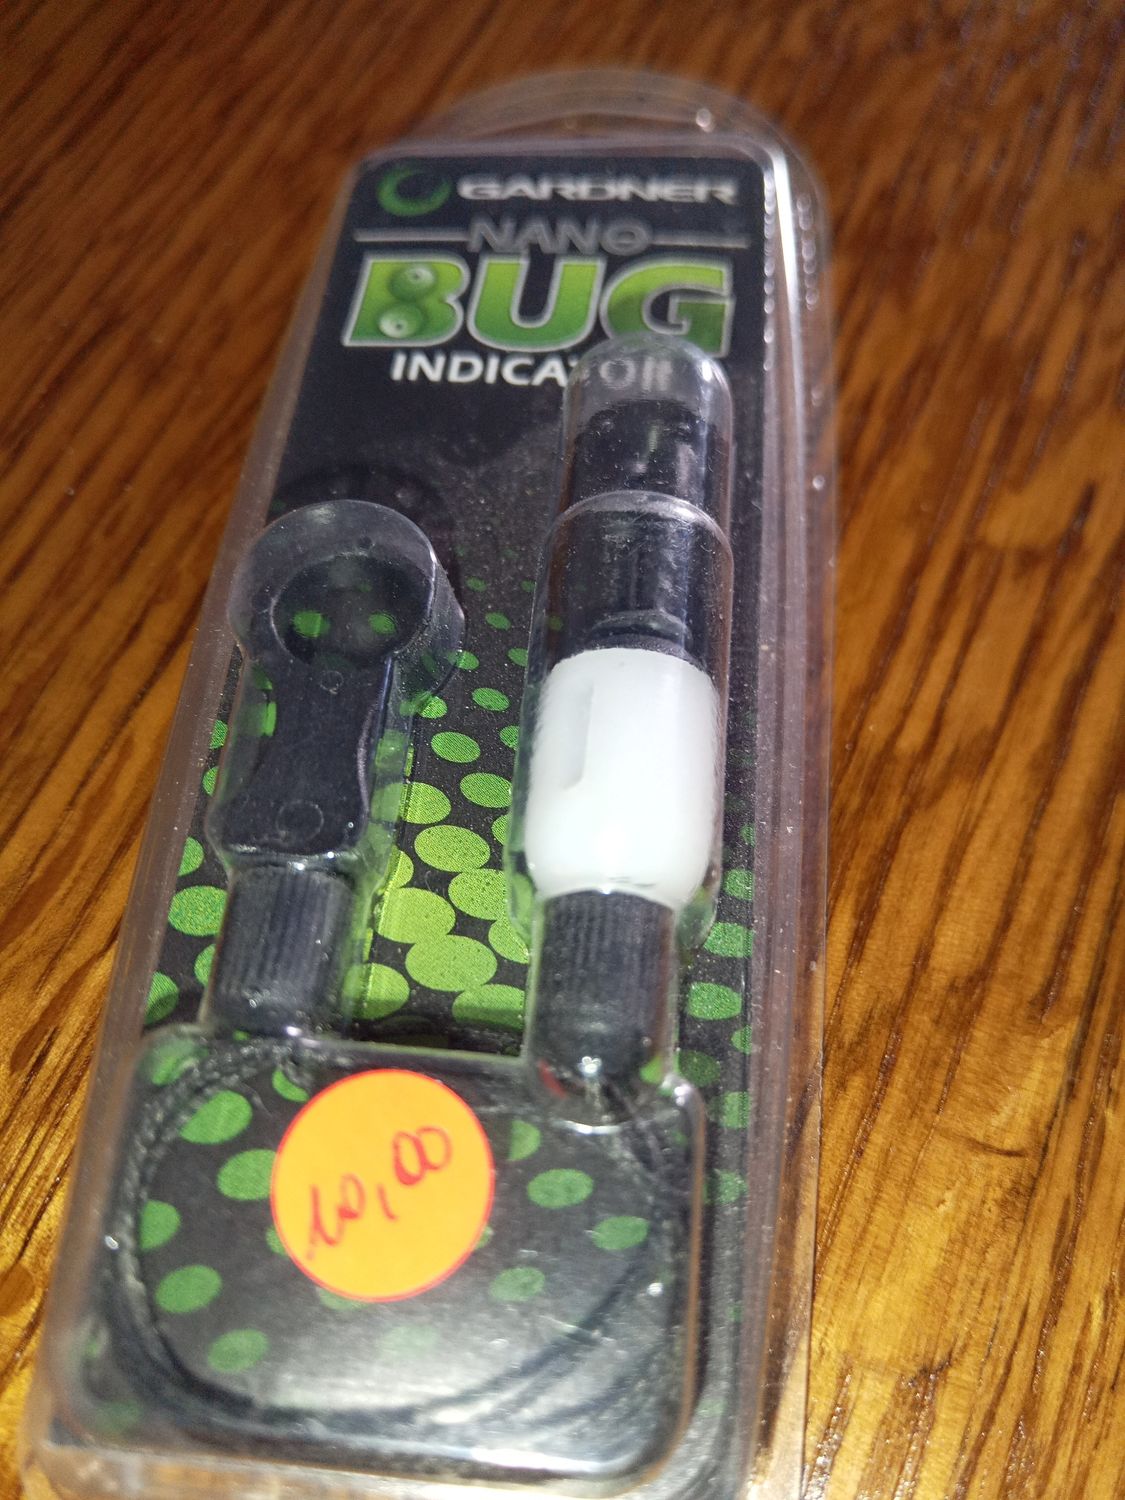 GARDNER
NANO
BUG
INDICATOR
10,00